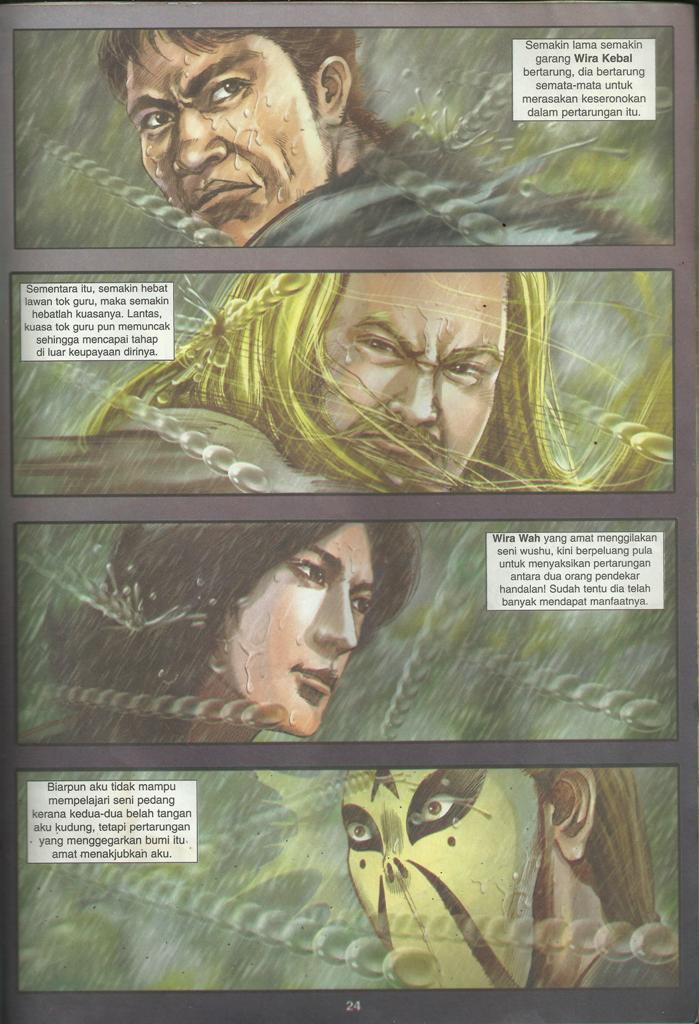 Semakin lama semakin
garang Wira Kebal
bertarung, dia bertarung
semata-mata untuk
merasakan keseronokan
dalam pertarungan itu.
Sementara itu, semakin hebat
lawan tok guru, maka semakin
hebatlah kuasanya. Lantas,
kuasa tok guru pun memuncak
sehingga mencapai tahap
di luar keupayaan dirinya.
Wira Wah yang amat menggilakan
seni wushu, kini berpeluang pula
untuk menyaksikan pertarungan
antara dua orang pendekar
handalan! Sudah tentu dia telah
banyak mendapat manfaatnya.
Biarpun aku tidak mampu
mempelajari seni pedang
kerana kedua-dua belah tangan
aku kudung, tetapi pertarungan
yang menggegarkan bumi itu
amat menakjubkan aku.
24